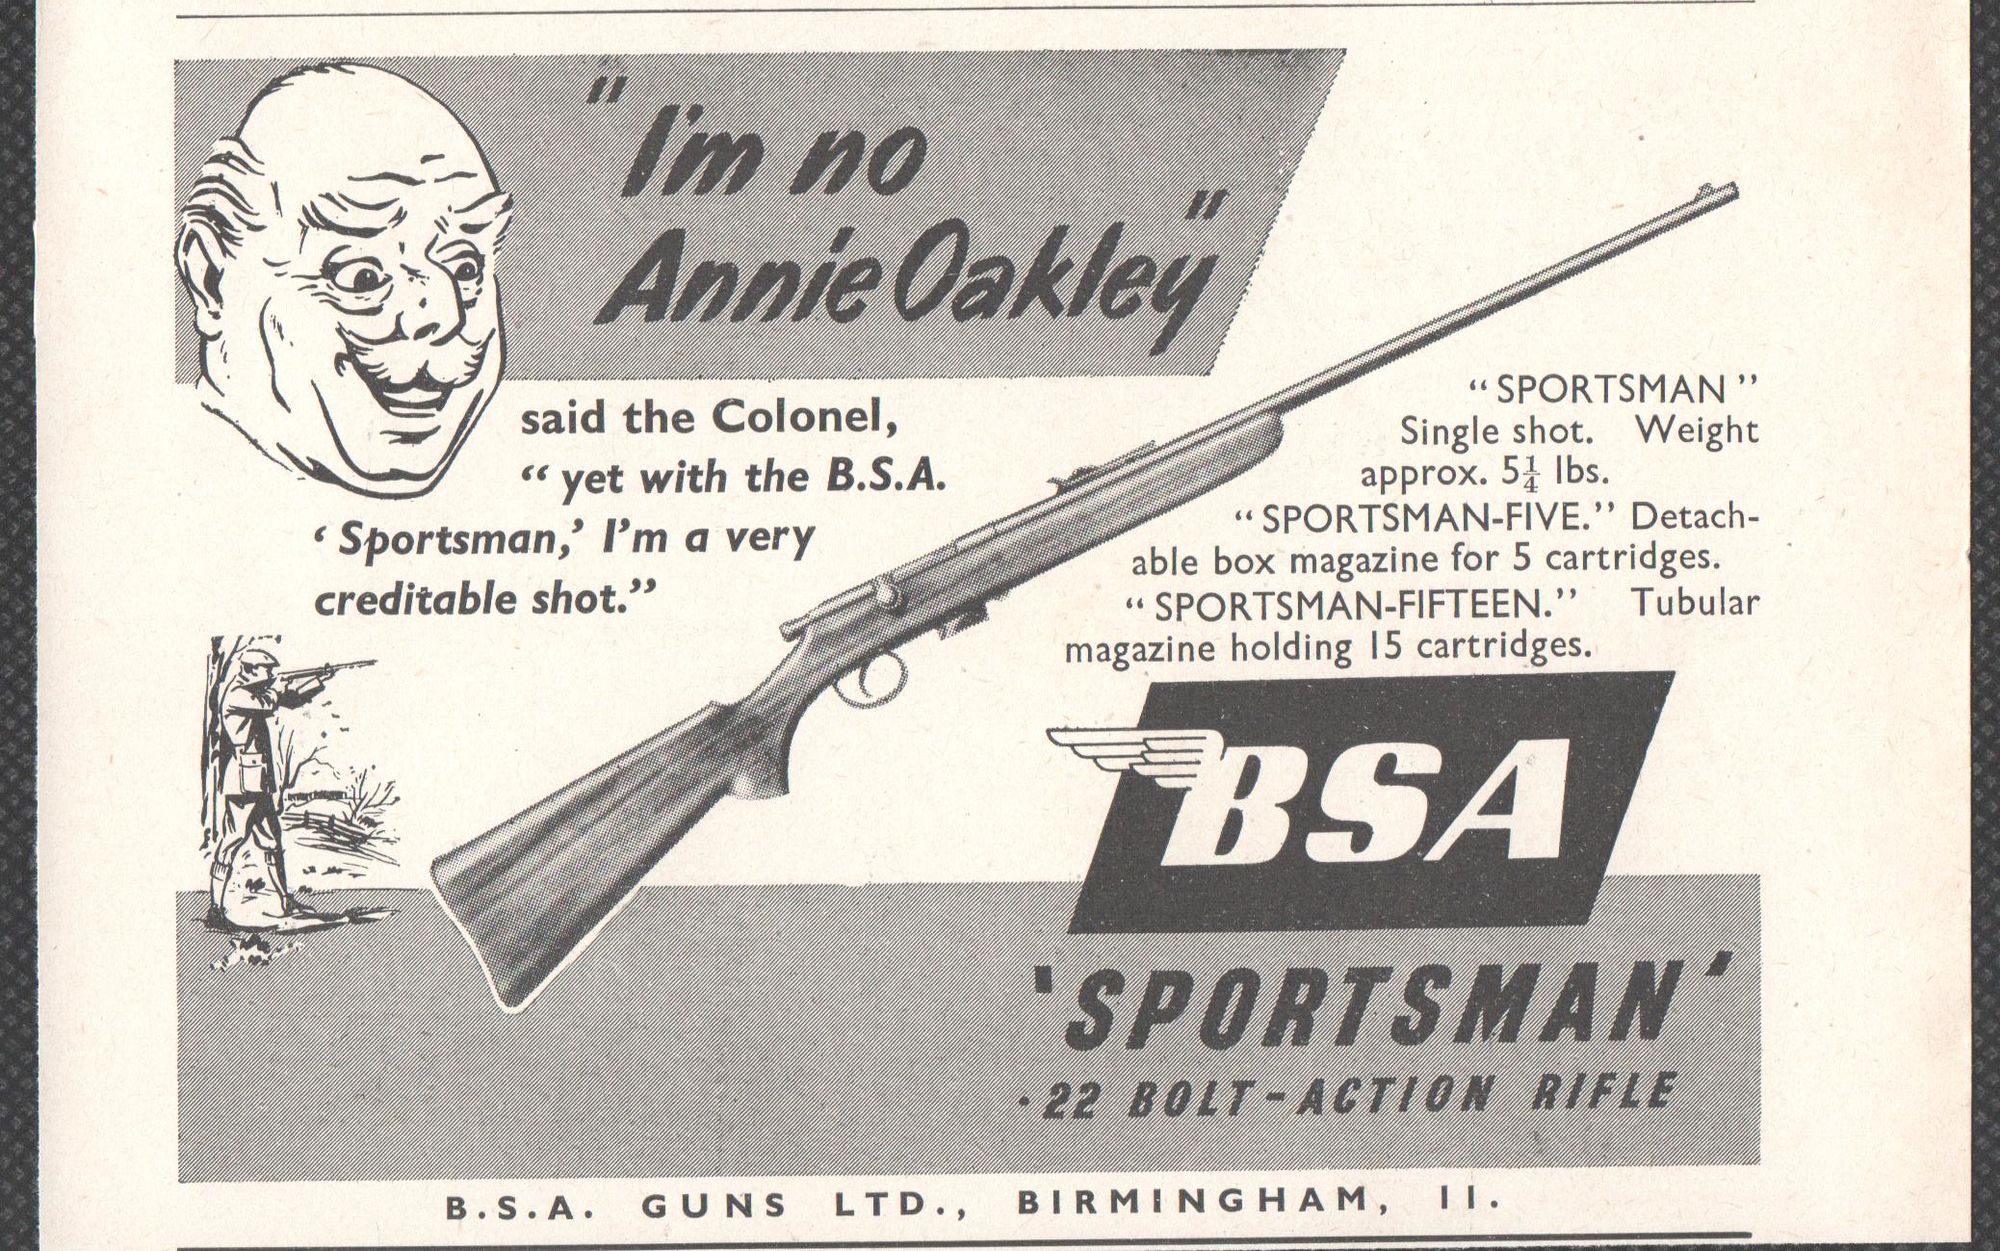 "I'm no
Annie Oakley"
said the Colonel,
"yet with the B.S.A.
'Sportsman,' I'm a very
creditable shot."
"SPORTSMAN"
Single shot. Weight
approx. 5¼ lbs.
"SPORTSMAN-FIVE." Detach-
able box magazine for 5 cartridges.
"SPORTSMAN-FIFTEEN." Tubular
magazine holding 15 cartridges.
BSA
'SPORTSMAN'
·22 BOLT-ACTION RIFLE
B.S.A. GUNS LTD., BIRMINGHAM, 11.